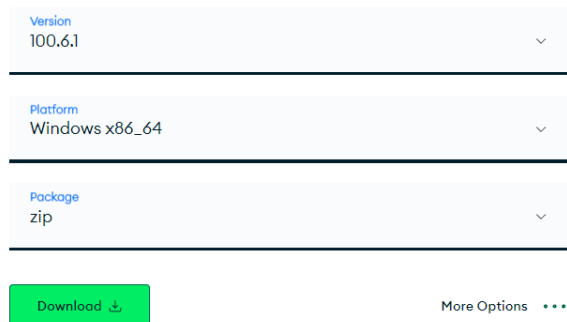 Version
100.6.1
Platform
Windows x86_64
Package
zip
Download
More Options